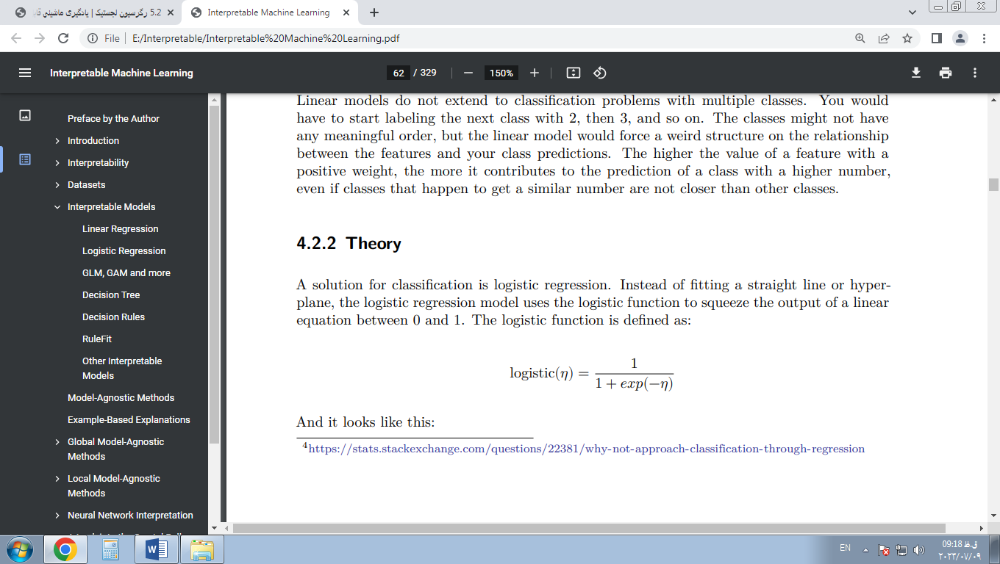 5.2 رگرسیون لجستیک | یادگیری ماشینی قا
Interpretable Machine Learning
File
E:/Interpretable/Interpretable%20Machine%20Learning.pdf
Interpretable Machine Learning
62 / 329
150%
Preface by the Author
Introduction
Interpretability
Datasets
Interpretable Models
Linear Regression
Logistic Regression
GLM, GAM and more
Decision Tree
Decision Rules
RuleFit
Other Interpretable
Models
Model-Agnostic Methods
Example-Based Explanations
Global Model-Agnostic
Methods
Local Model-Agnostic
Methods
Neural Network Interpretation
Linear models do not extend to classification problems with multiple classes. You would
have to start labeling the next class with 2, then 3, and so on. The classes might not have
any meaningful order, but the linear model would force a weird structure on the relationship
between the features and your class predictions. The higher the value of a feature with a
positive weight, the more it contributes to the prediction of a class with a higher number,
even if classes that happen to get a similar number are not closer than other classes.
4.2.2 Theory
A solution for classification is logistic regression. Instead of fitting a straight line or hyper-
plane, the logistic regression model uses the logistic function to squeeze the output of a linear
equation between 0 and 1. The logistic function is defined as:
logistic(η) = 1 / 1 + exp(−η)
And it looks like this:
4https://stats.stackexchange.com/questions/22381/why-not-approach-classification-through-regression
EN
09:18 ق.ظ
۲۰۲۳/۰۷/۰۹